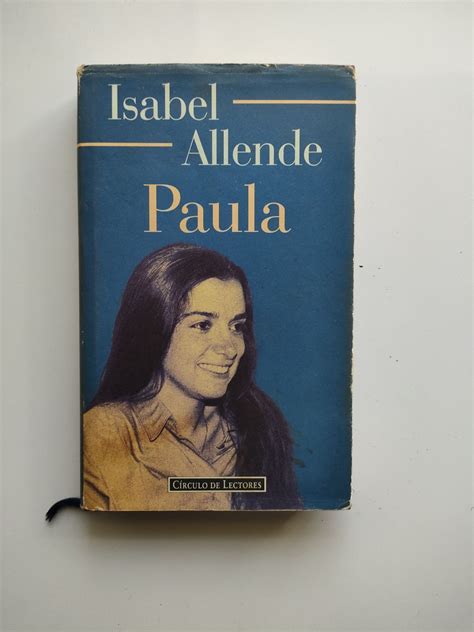 Isabel
Allende
Paula
CÍRCULO DE LECTORES